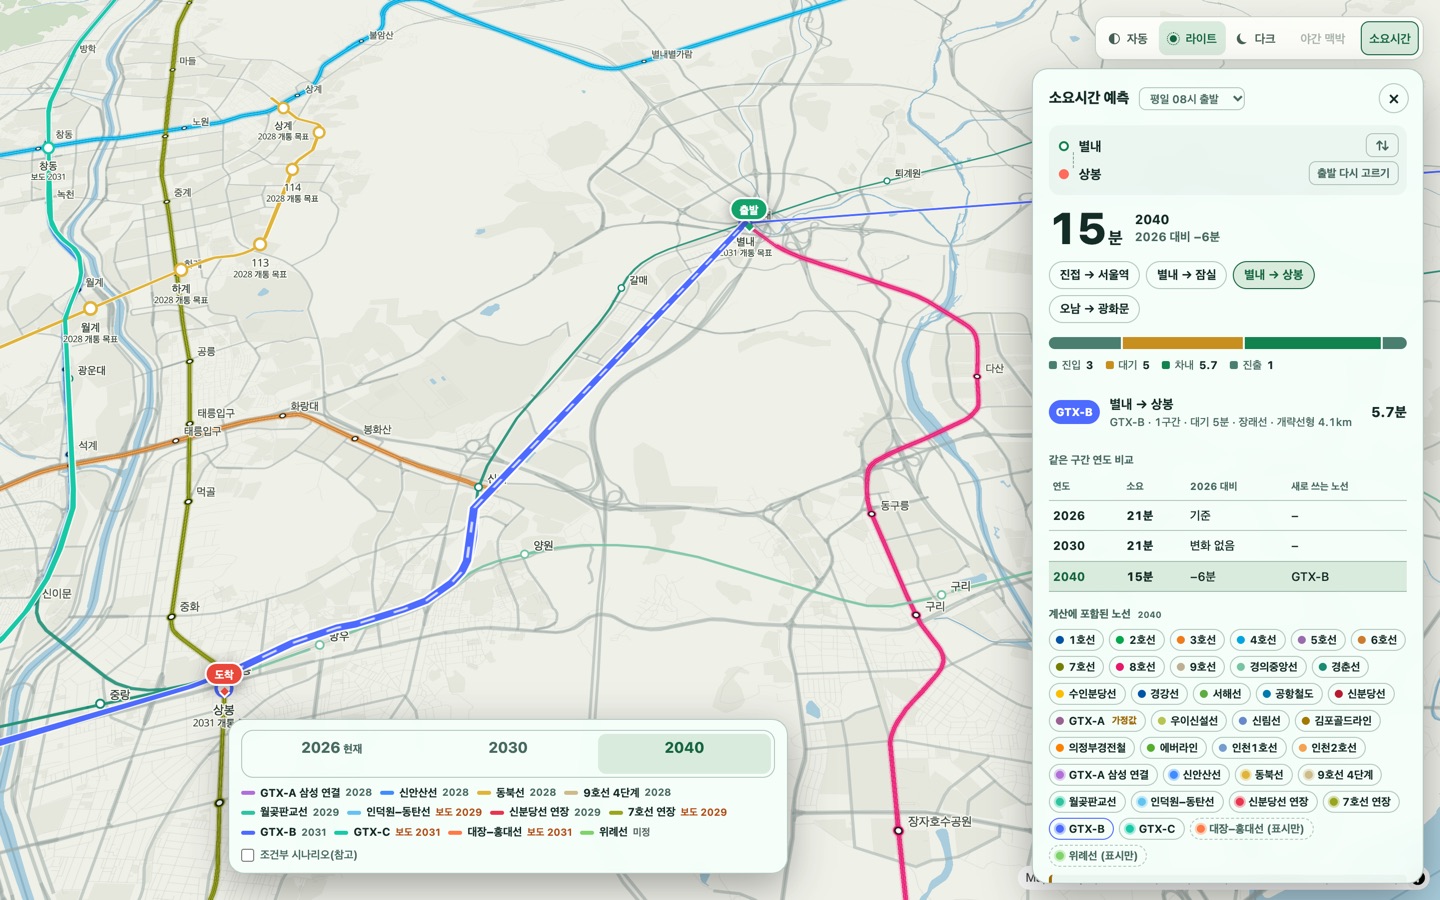 자동
라이트
다크
야간 맥박
소요시간
소요시간 예측
평일 08시 출발
별내
상봉
출발 다시 고르기
15분
2040
2026 대비 −6분
진접 → 서울역
별내 → 잠실
별내 → 상봉
오남 → 광화문
진입 3
대기 5
차내 5.7
진출 1
GTX-B
별내 → 상봉
GTX-B · 1구간 · 대기 5분 · 장래선 · 개략선형 4.1km
5.7분
같은 구간 연도 비교
연도 소요 2026 대비 새로 쓰는 노선
2026 21분 기준 –
2030 21분 변화 없음 –
2040 15분 −6분 GTX-B
계산에 포함된 노선 2040
1호선 2호선 3호선 4호선 5호선 6호선
7호선 8호선 9호선 경의중앙선 경춘선
수인분당선 경강선 서해선 공항철도 신분당선
GTX-A 가정값 우이신설선 신림선 김포골드라인
의정부경전철 에버라인 인천1호선 인천2호선
GTX-A 삼성 연결 신안산선 동북선 9호선 4단계
월곶판교선 인덕원–동탄선 신분당선 연장 7호선 연장
GTX-B GTX-C 대장–홍대선 (표시만)
위례선 (표시만)
방학
마들
불암산
별내별가람
상계
상계
2028 개통 목표
노원
창동
창동
보도 2031
녹천
중계
114
2028 개통 목표
퇴계원
출발
별내
2031 개통 목표
113
2028 개통 목표
하계
2028 개통 목표
월계
월계
2028 개통 목표
갈매
공릉
광운대
다산
태릉입구
태릉입구
화랑대
봉화산
석계
먹골
동구릉
양원
신이문
중화
구리
구리
도착
중랑
상봉
2031 개통
장자호수공원
2026 현재
2030
2040
GTX-A 삼성 연결 2028 신안산선 2028 동북선 2028 9호선 4단계 2028
월곶판교선 2029 인덕원–동탄선 보도 2029 신분당선 연장 2029 7호선 연장 보도 2029
GTX-B 2031 GTX-C 보도 2031 대장–홍대선 보도 2031 위례선 미정
조건부 시나리오(참고)